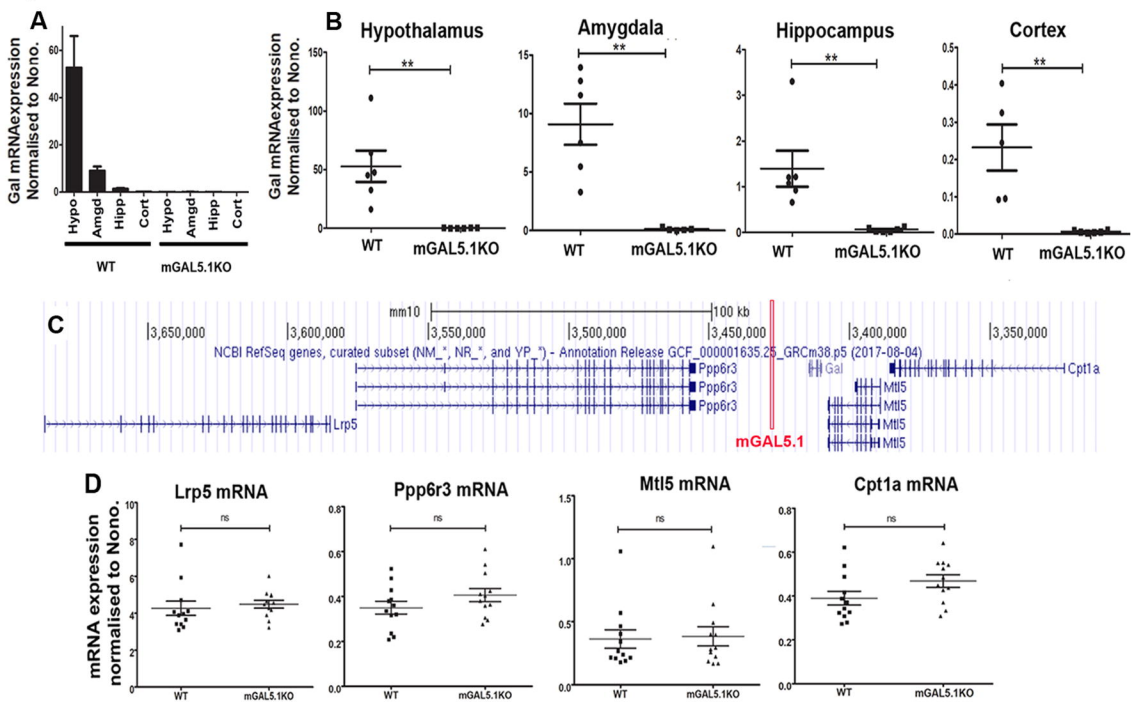 A
Gal mRNAexpression
Normalised to Nono.
60
40
20
0
Hypo
Amgd
Hipp
Cort
Hypo
Amgd
Hipp
Cort
WT
mGAL5.1KO
B
Gal mRNAexpression
Normalised to Nono.
Hypothalamus
150
100
50
0
**
WT
mGAL5.1KO
Amygdala
15
10
5
0
**
WT
mGAL5.1KO
Hippocampus
4
3
2
1
0
**
WT
mGAL5.1KO
Cortex
0.5
0.4
0.3
0.2
0.1
0.0
**
WT
mGAL5.1KO
C
mm10
100 kb
3,650,000
3,600,000
3,550,000
3,500,000
3,450,000
3,400,000
3,350,000
NCBI RefSeq genes, curated subset (NM_*, NR_*, and YP_*) - Annotation Release GCF_000001635.25_GRCm38.p5 (2017-08-04)
Ppp6r3
Gal
Cpt1a
Ppp6r3
Mtl5
Ppp6r3
Mtl5
Lrp5
Mtl5
mGAL5.1
Mtl5
D
mRNA expression
normalised to Nono.
Lrp5 mRNA
10
8
6
4
2
0
ns
WT
mGAL5.1KO
Ppp6r3 mRNA
0.8
0.6
0.4
0.2
0.0
ns
WT
mGAL5.1KO
Mtl5 mRNA
1.5
1.0
0.5
0.0
ns
WT
mGAL5.1KO
Cpt1a mRNA
0.8
0.6
0.4
0.2
0.0
ns
WT
mGAL5.1KO